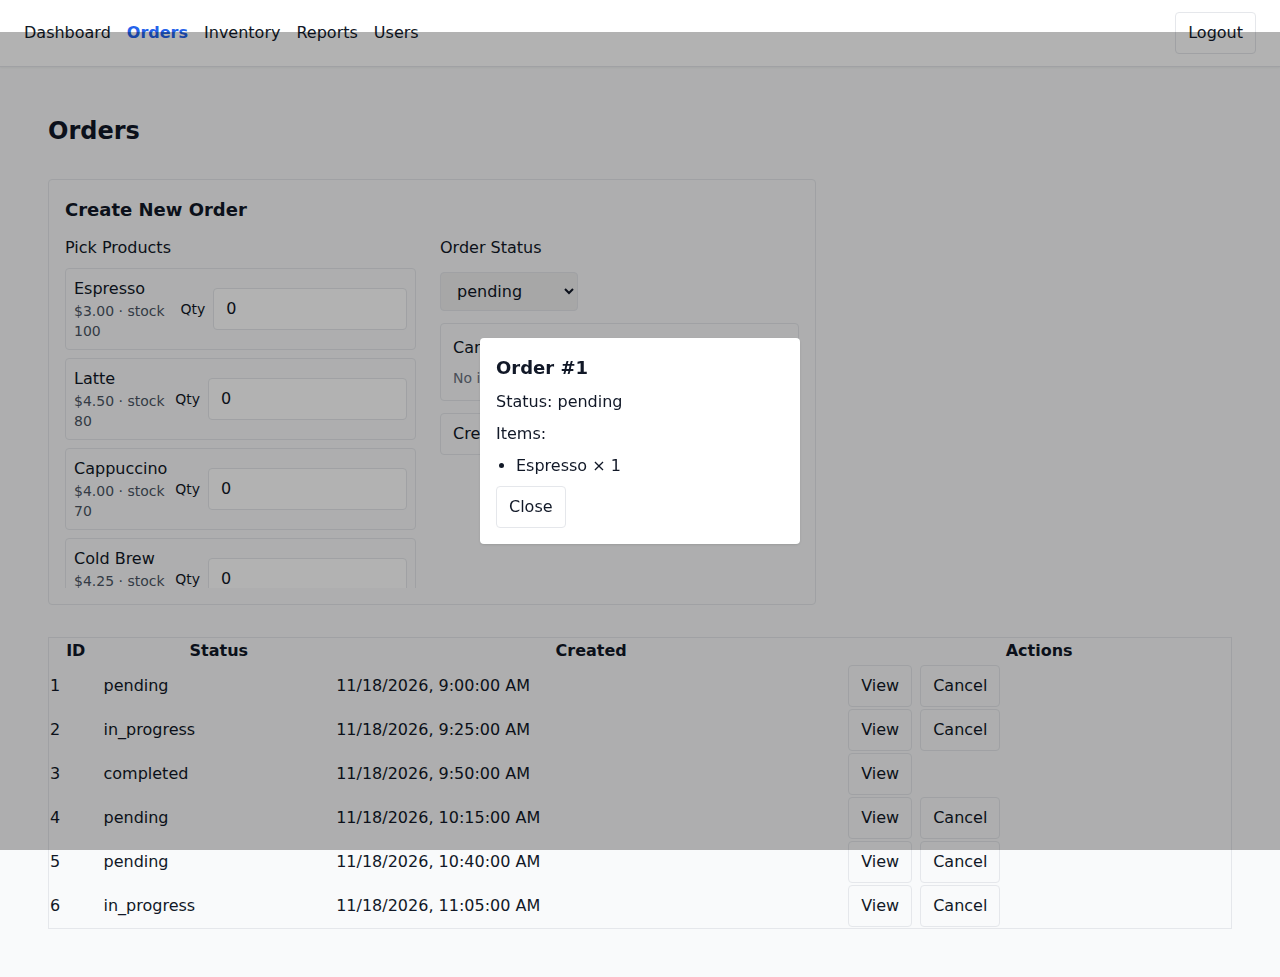 Dashboard Orders Inventory Reports Users Logout
Orders
Create New Order
Pick Products
Espresso
$3.00 · stock
100
Qty
0
Latte
$4.50 · stock
80
Qty
0
Cappuccino
$4.00 · stock
70
Qty
0
Cold Brew
$4.25 · stock
Qty
0
Order Status
pending
Order #1
Status: pending
Items:
• Espresso × 1
Close
ID Status Created Actions
1 pending 11/18/2026, 9:00:00 AM View Cancel
2 in_progress 11/18/2026, 9:25:00 AM View Cancel
3 completed 11/18/2026, 9:50:00 AM View
4 pending 11/18/2026, 10:15:00 AM View Cancel
5 pending 11/18/2026, 10:40:00 AM View Cancel
6 in_progress 11/18/2026, 11:05:00 AM View Cancel